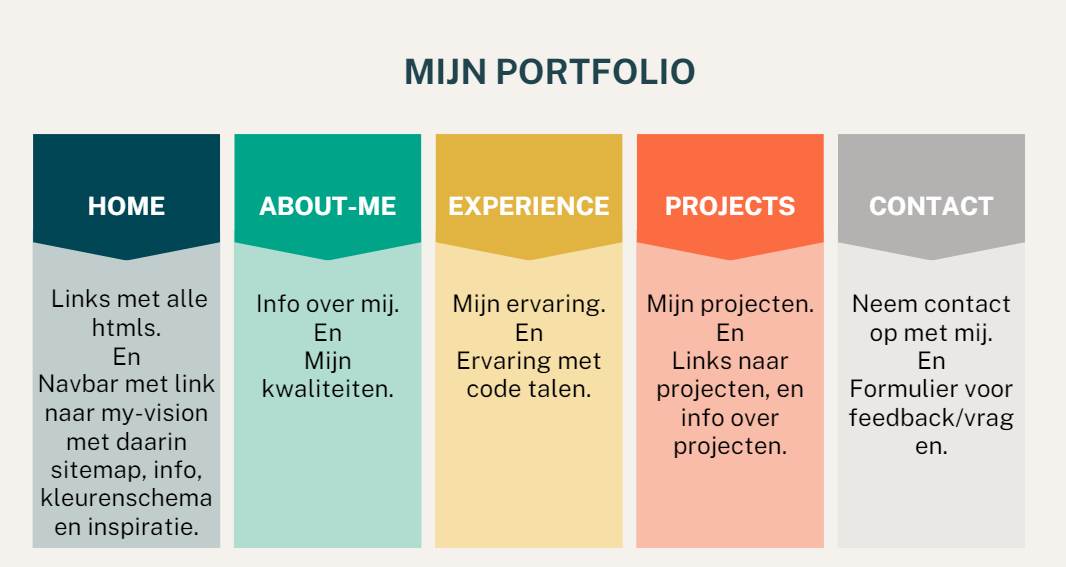 MIJN PORTFOLIO
HOME
Links met alle
htmls.
En
Navbar met link
naar my-vision
met daarin
sitemap, info,
kleurenschema
en inspiratie.
ABOUT-ME
Info over mij.
En
Mijn
kwaliteiten.
EXPERIENCE
Mijn ervaring.
En
Ervaring met
code talen.
PROJECTS
Mijn projecten.
En
Links naar
projecten, en
info over
projecten.
CONTACT
Neem contact
op met mij.
En
Formulier voor
feedback/vrag
en.